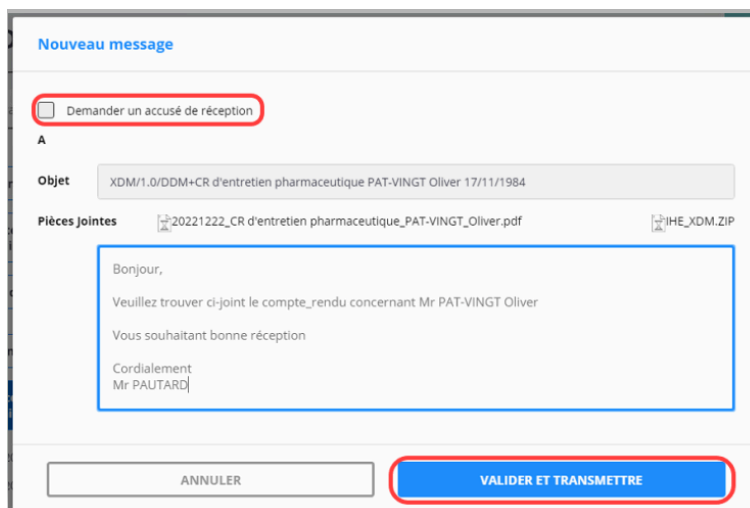 Nouveau message
Demander un accusé de réception
A
Objet XDM/1.0/DDM+CR d'entretien pharmaceutique PAT-VINGT Oliver 17/11/1984
Pièces Jointes 20221222_CR d'entretien pharmaceutique_PAT-VINGT_Oliver.pdf IHE_XDM.ZIP
Bonjour,
Veuillez trouver ci-joint le compte_rendu concernant Mr PAT-VINGT Oliver
Vous souhaitant bonne réception
Cordialement
Mr PAUTARD
ANNULER VALIDER ET TRANSMETTRE